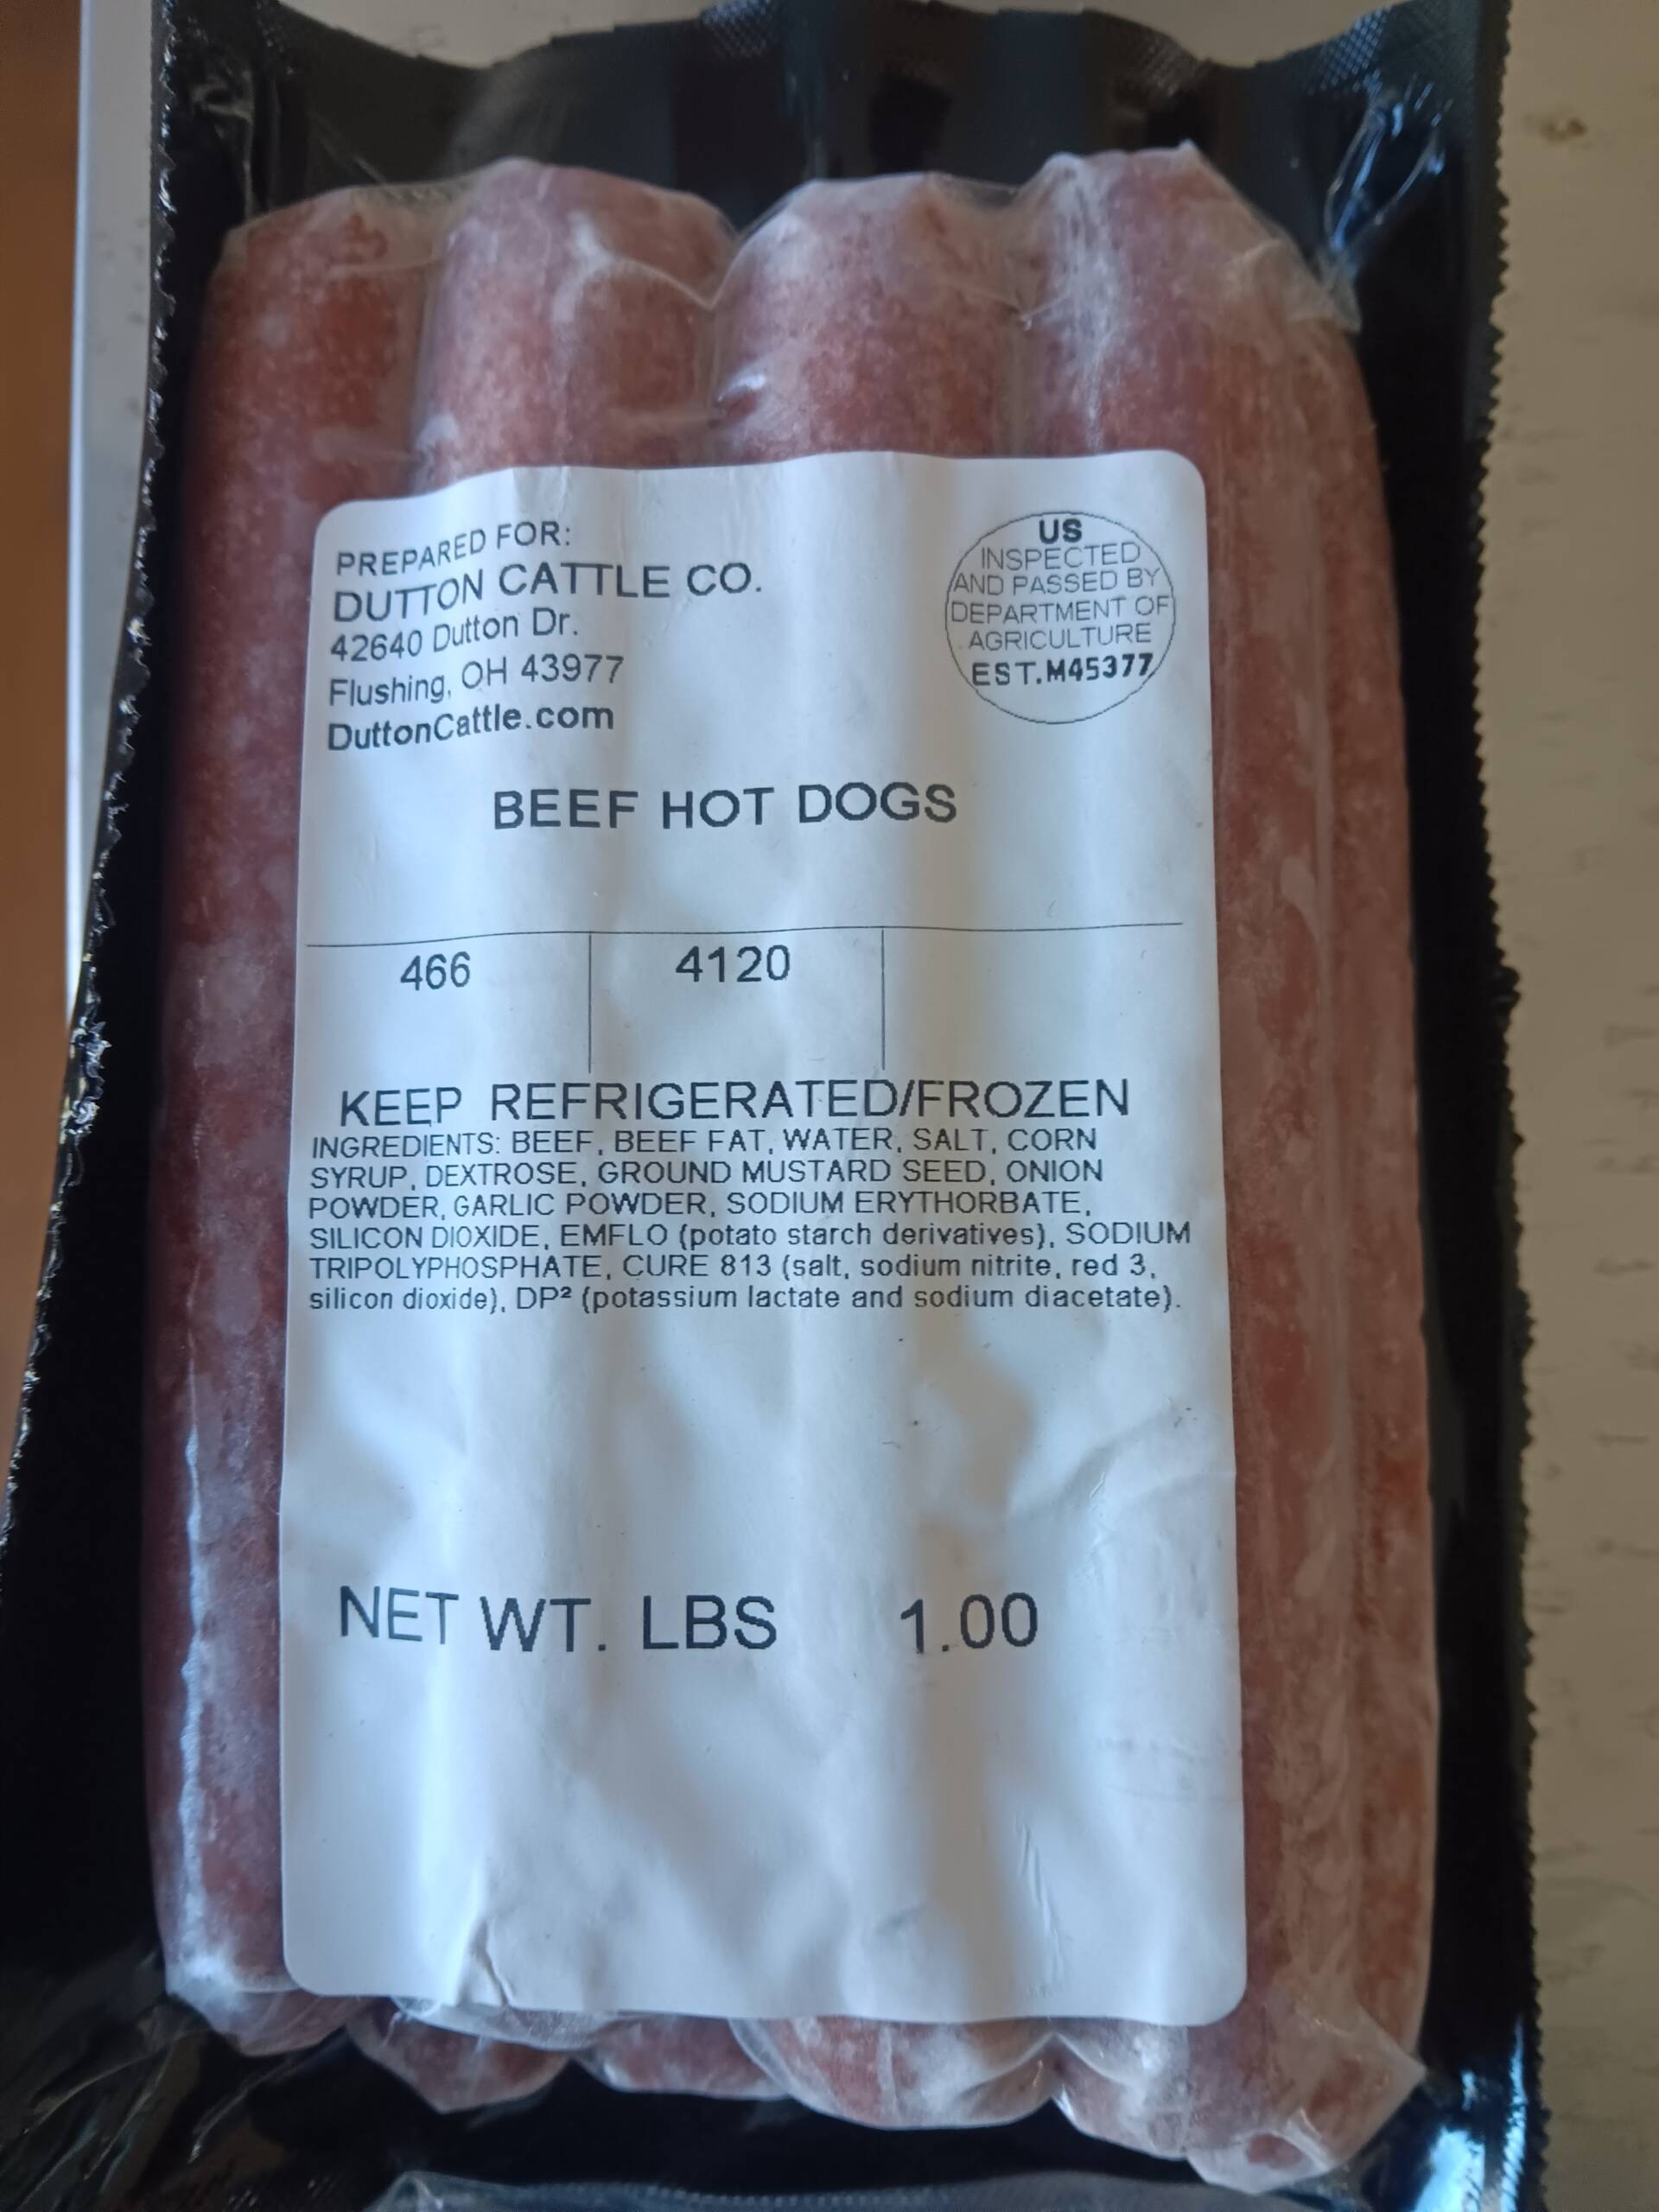 PREPARED FOR:
DUTTON CATTLE CO.
42640 Dutton Dr.
Flushing, OH 43977
DuttonCattle.com
US
INSPECTED
AND PASSED BY
DEPARTMENT OF
AGRICULTURE
EST.M45377
BEEF HOT DOGS
466 4120
KEEP REFRIGERATED/FROZEN
INGREDIENTS: BEEF, BEEF FAT, WATER, SALT, CORN
SYRUP, DEXTROSE, GROUND MUSTARD SEED, ONION
POWDER, GARLIC POWDER, SODIUM ERYTHORBATE,
SILICON DIOXIDE, EMFLO (potato starch derivatives), SODIUM
TRIPOLYPHOSPHATE, CURE 813 (salt, sodium nitrite, red 3,
silicon dioxide), DP² (potassium lactate and sodium diacetate).
NET WT. LBS 1.00